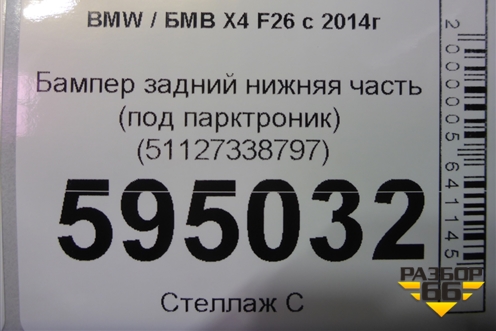 BMW / БМВ X4 F26 с 2014г
Бампер задний нижняя часть
(под парктроник)
(51127338797)
595032
Стеллаж С
2000005641145
РАЗБОР
66